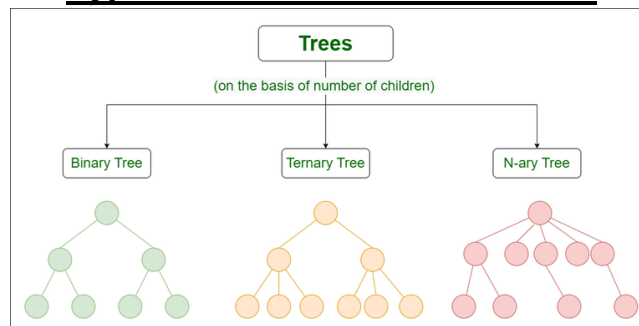 Trees
(on the basis of number of children)
Binary Tree
Ternary Tree
N-ary Tree